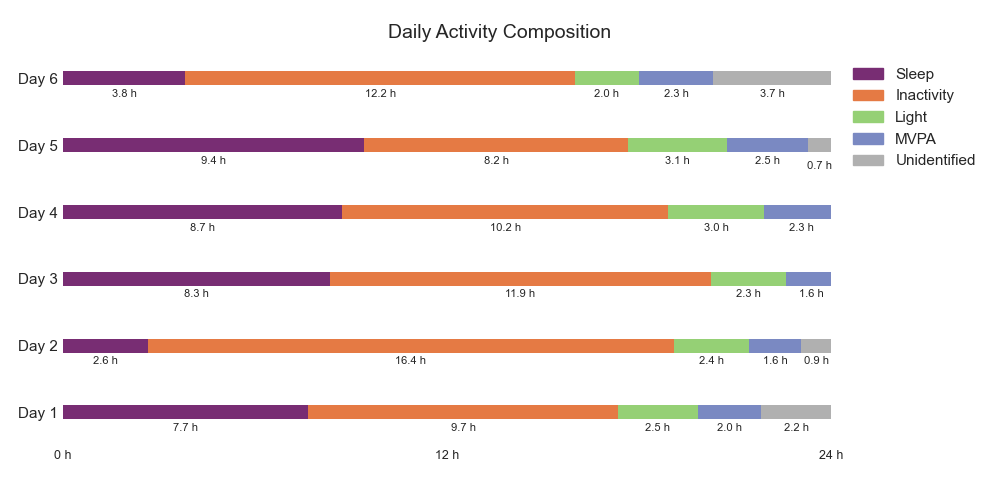 Daily Activity Composition
Day 6
3.8 h 12.2 h 2.0 h 2.3 h 3.7 h
Day 5
9.4 h 8.2 h 3.1 h 2.5 h 0.7 h
Day 4
8.7 h 10.2 h 3.0 h 2.3 h
Day 3
8.3 h 11.9 h 2.3 h 1.6 h
Day 2
2.6 h 16.4 h 2.4 h 1.6 h 0.9 h
Day 1
7.7 h 9.7 h 2.5 h 2.0 h 2.2 h
0 h 12 h 24 h
Sleep
Inactivity
Light
MVPA
Unidentified